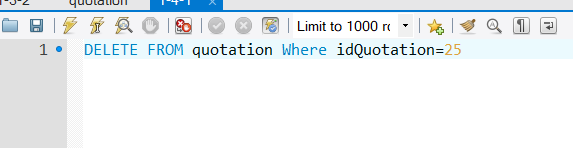 quotation
Limit to 1000 r
1
DELETE FROM quotation Where idQuotation=25